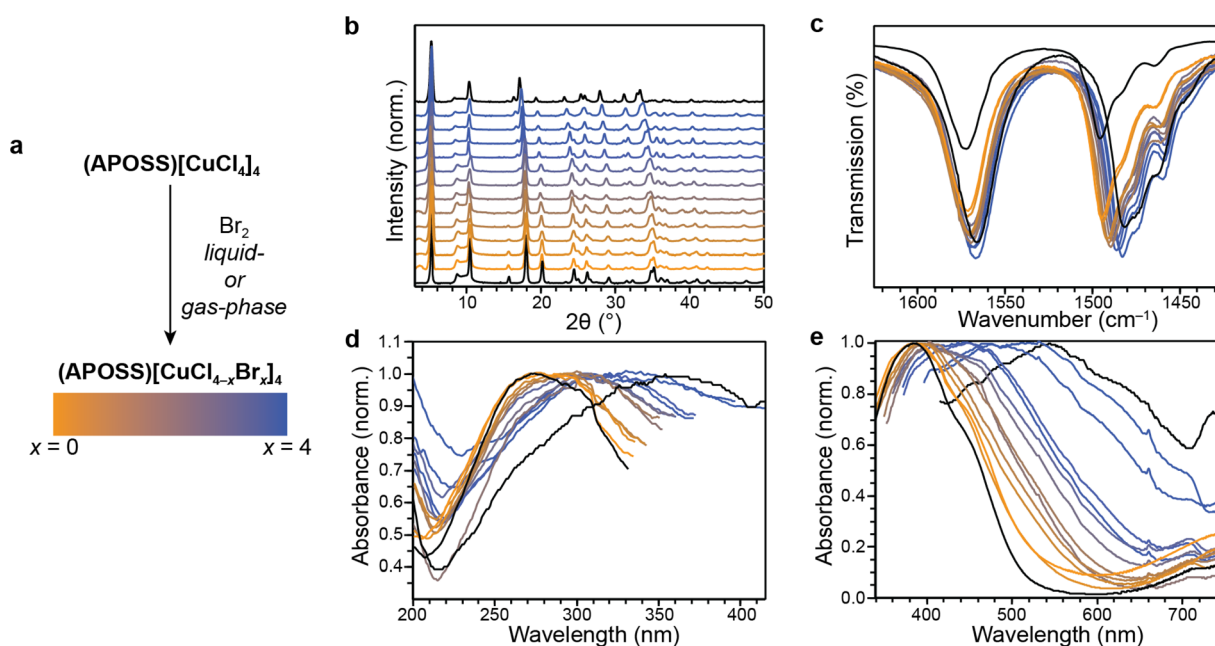 a
(APOSS)[CuCl₄]₄
Br₂
liquid-
or
gas-phase
(APOSS)[CuCl₄₋ₓBrₓ]₄
x = 0
x = 4
b
Intensity (norm.)
10
20
30
40
50
2θ (°)
c
Transmission (%)
1600
1550
1500
1450
Wavenumber (cm⁻¹)
d
Absorbance (norm.)
1.1
1.0
0.9
0.8
0.7
0.6
0.5
0.4
200
250
300
350
400
Wavelength (nm)
e
Absorbance (norm.)
1.0
0.8
0.6
0.4
0.2
0.0
400
500
600
700
Wavelength (nm)